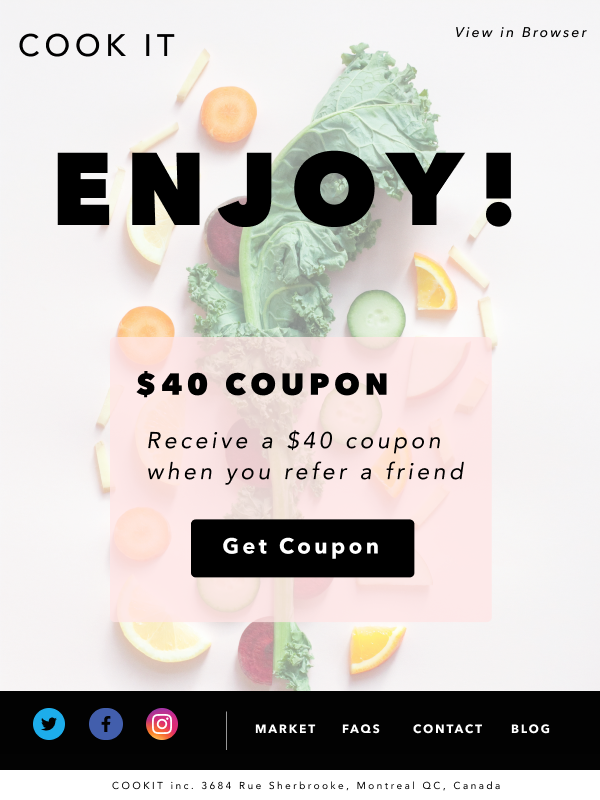 COOK IT
View in Browser
ENJOY!
$40 COUPON
Receive a $40 coupon
when you refer a friend
Get Coupon
MARKET FAQS CONTACT BLOG
COOKIT inc. 3684 Rue Sherbrooke, Montreal QC, Canada